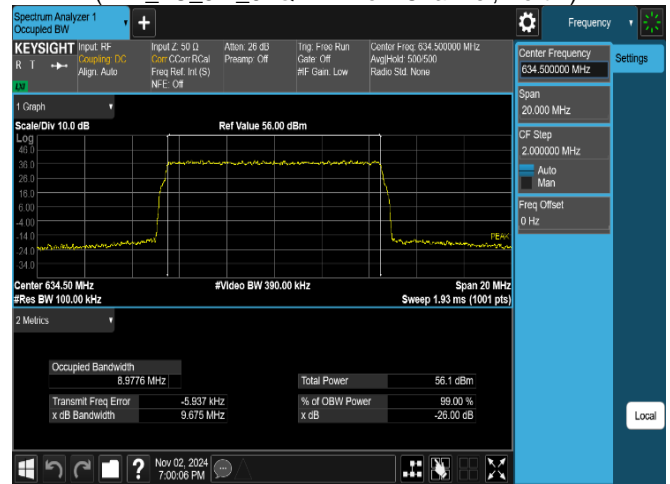 Spectrum Analyzer 1
Occupied BW
Frequency
KEYSIGHT
R T
LXI
Input: RF
Coupling: DC
Align: Auto
Input Z: 50 Ω
Corr CCorr RCal
Freq Ref: Int (S)
NFE: Off
Atten: 26 dB
Preamp: Off
Trig: Free Run
Gate: Off
#IF Gain: Low
Center Freq: 634.500000 MHz
Avg|Hold: 500/500
Radio Std: None
Center Frequency
634.500000 MHz
Settings
Span
20.000 MHz
CF Step
2.000000 MHz
Auto
Man
Freq Offset
0 Hz
1 Graph
Scale/Div 10.0 dB
Ref Value 56.00 dBm
Log
46.0
36.0
26.0
16.0
6.00
-4.00
-14.0
-24.0
-34.0
PEAK
Center 634.50 MHz
#Video BW 390.00 kHz
Span 20 MHz
#Res BW 100.00 kHz
Sweep 1.93 ms (1001 pts)
2 Metrics
Occupied Bandwidth
8.9776 MHz
Total Power 56.1 dBm
Transmit Freq Error -5.937 kHz
% of OBW Power 99.00 %
x dB Bandwidth 9.675 MHz
x dB -26.00 dB
Local
?
Nov 02, 2024
7:00:06 PM